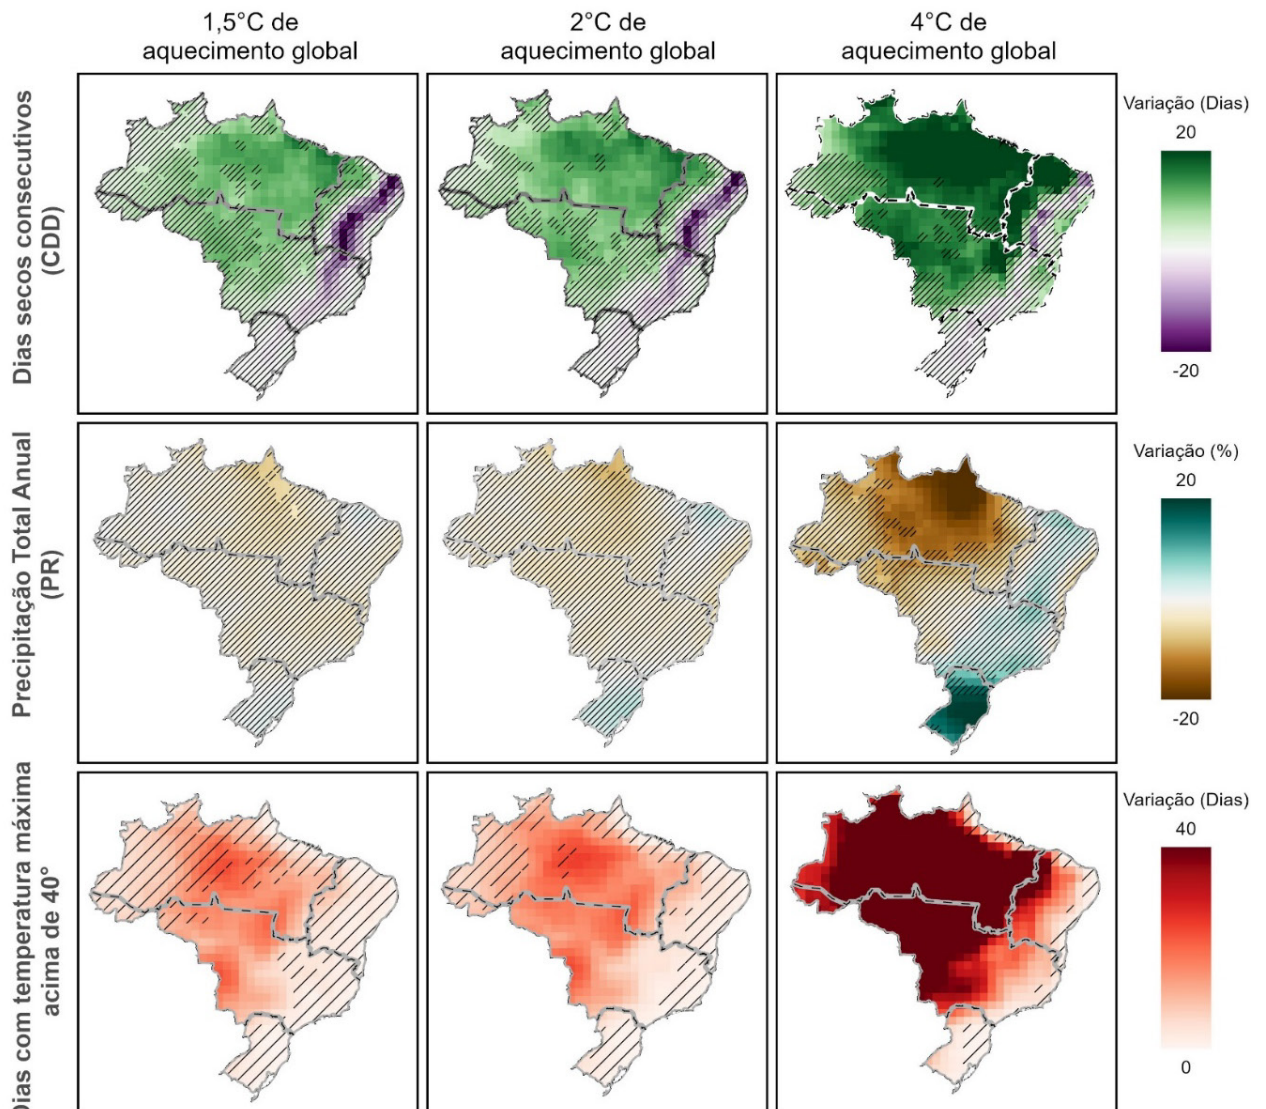 1,5°C de
aquecimento global
2°C de
aquecimento global
4°C de
aquecimento global
Dias secos consecutivos
(CDD)
Variação (Dias)
20
-20
Precipitação Total Anual
(PR)
Variação (%)
20
-20
Dias com temperatura máxima
acima de 40°
Variação (Dias)
40
0